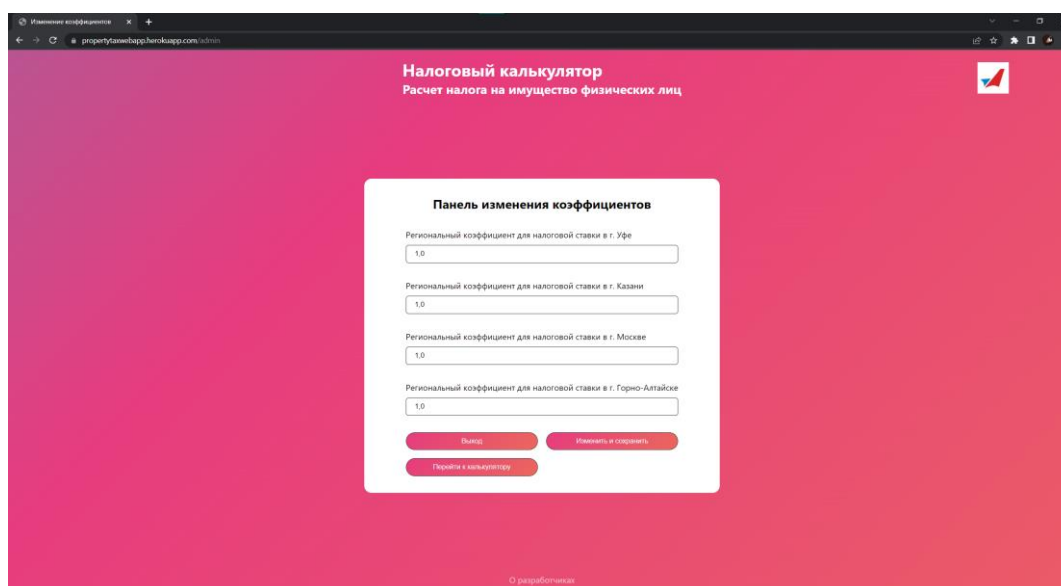 Изменение коэффициентов
propertytaxwebapp.herokuapp.com/admin
Налоговый калькулятор
Расчет налога на имущество физических лиц
Панель изменения коэффициентов
Региональный коэффициент для налоговой ставки в г. Уфе
1,0
Региональный коэффициент для налоговой ставки в г. Казани
1,0
Региональный коэффициент для налоговой ставки в г. Москве
1,0
Региональный коэффициент для налоговой ставки в г. Горно-Алтайске
1,0
Выход Изменить и сохранить
Перейти к калькулятору
О разработчиках